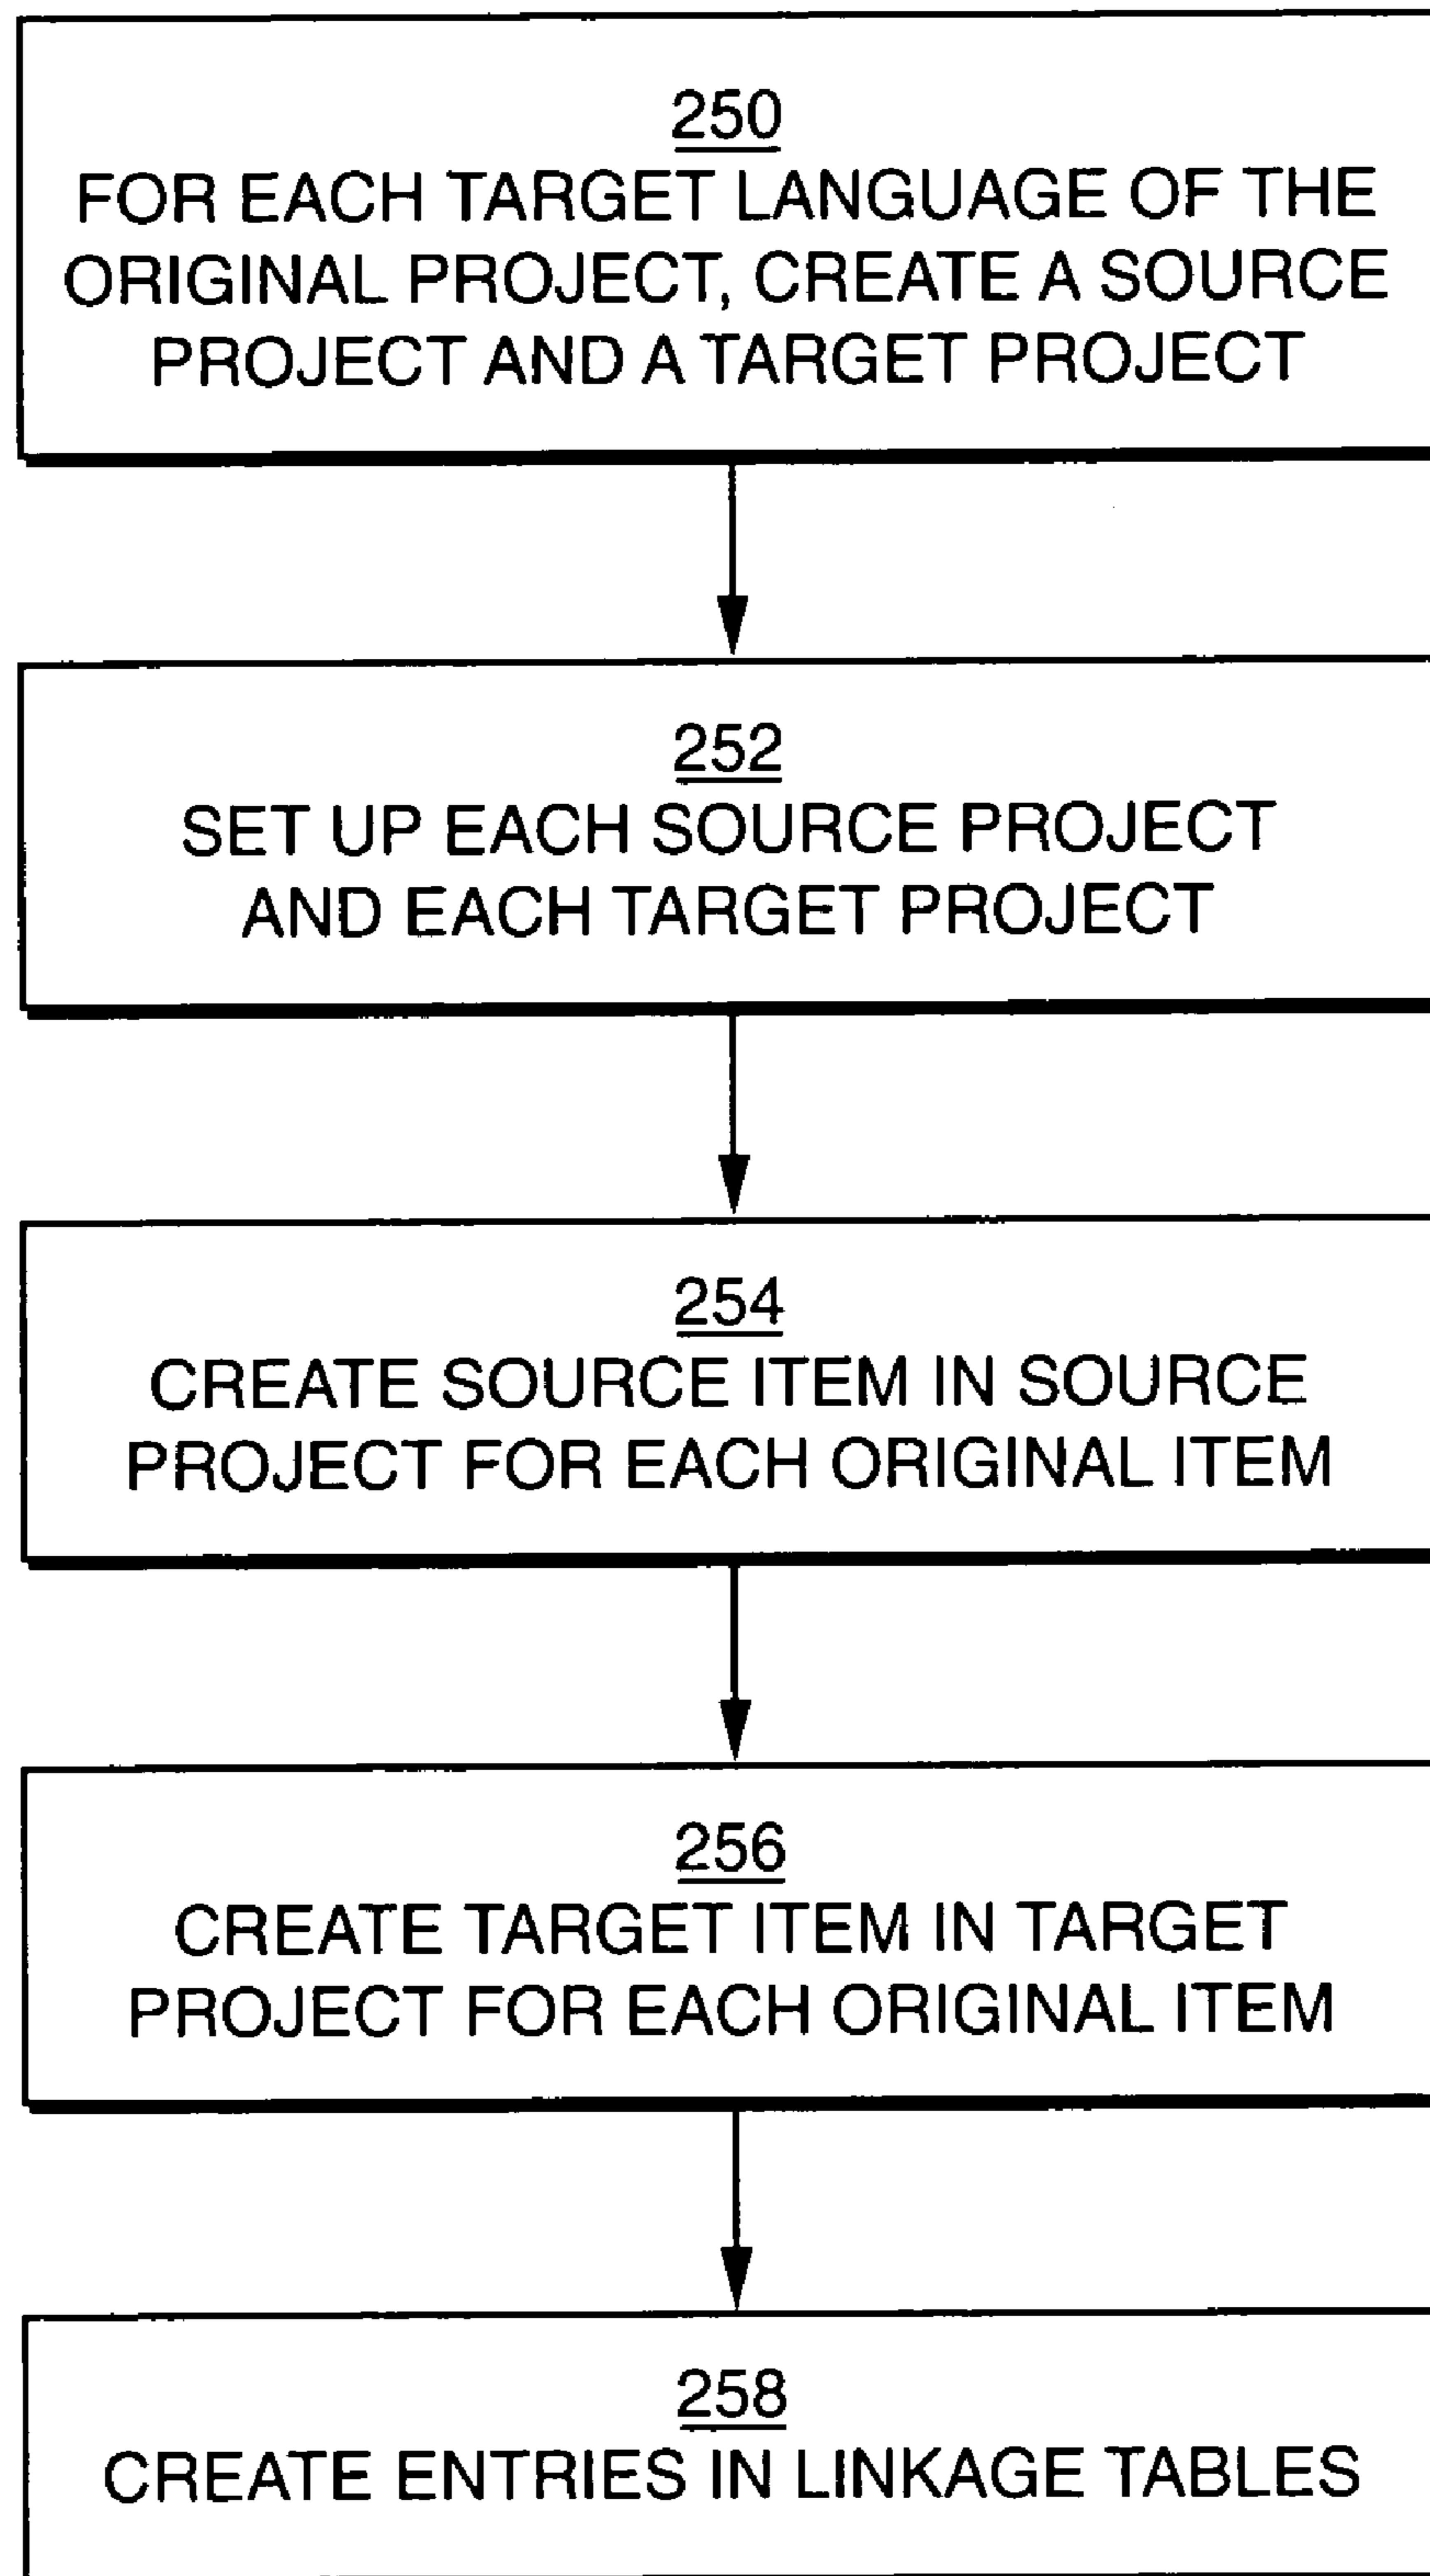 250
FOR EACH TARGET LANGUAGE OF THE
ORIGINAL PROJECT, CREATE A SOURCE
PROJECT AND A TARGET PROJECT
252
SET UP EACH SOURCE PROJECT
AND EACH TARGET PROJECT
254
CREATE SOURCE ITEM IN SOURCE
PROJECT FOR EACH ORIGINAL ITEM
256
CREATE TARGET ITEM IN TARGET
PROJECT FOR EACH ORIGINAL ITEM
258
CREATE ENTRIES IN LINKAGE TABLES